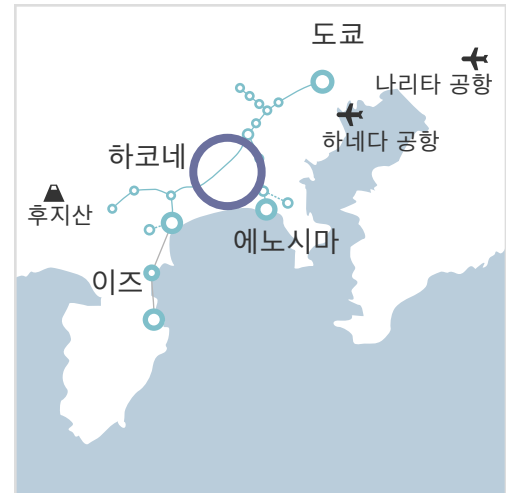 도쿄
나리타 공항
하네다 공항
하코네
후지산
에노시마
이즈